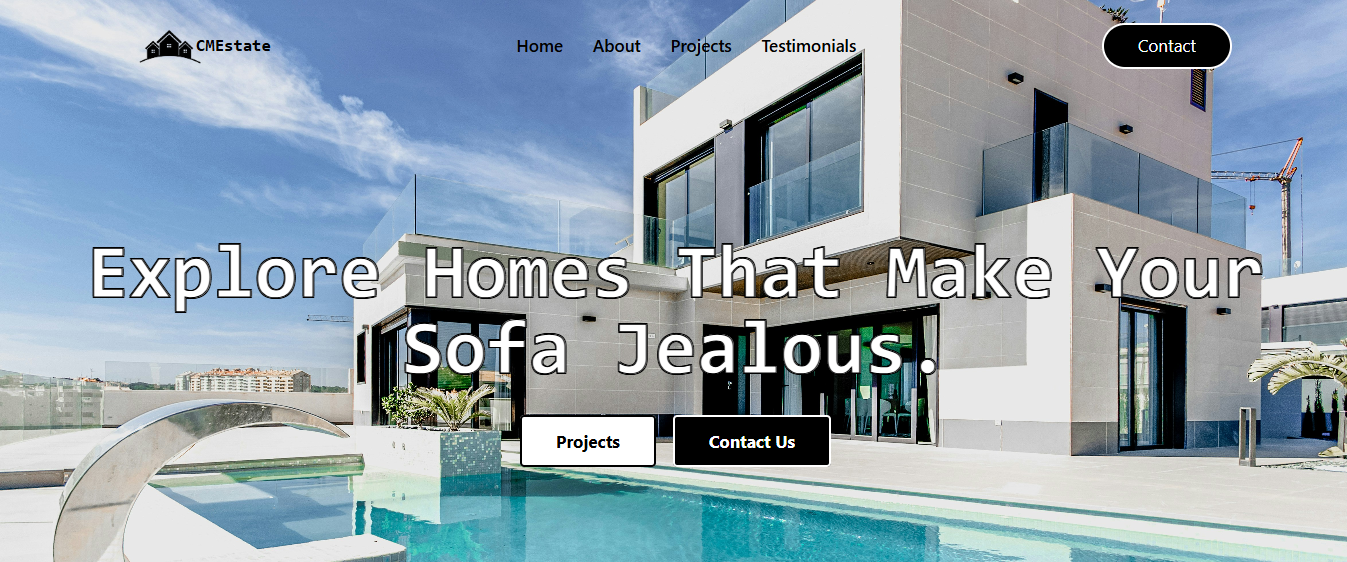 CMEstate
Home About Projects Testimonials
Contact
Explore Homes That Make Your
Sofa Jealous.
Projects
Contact Us